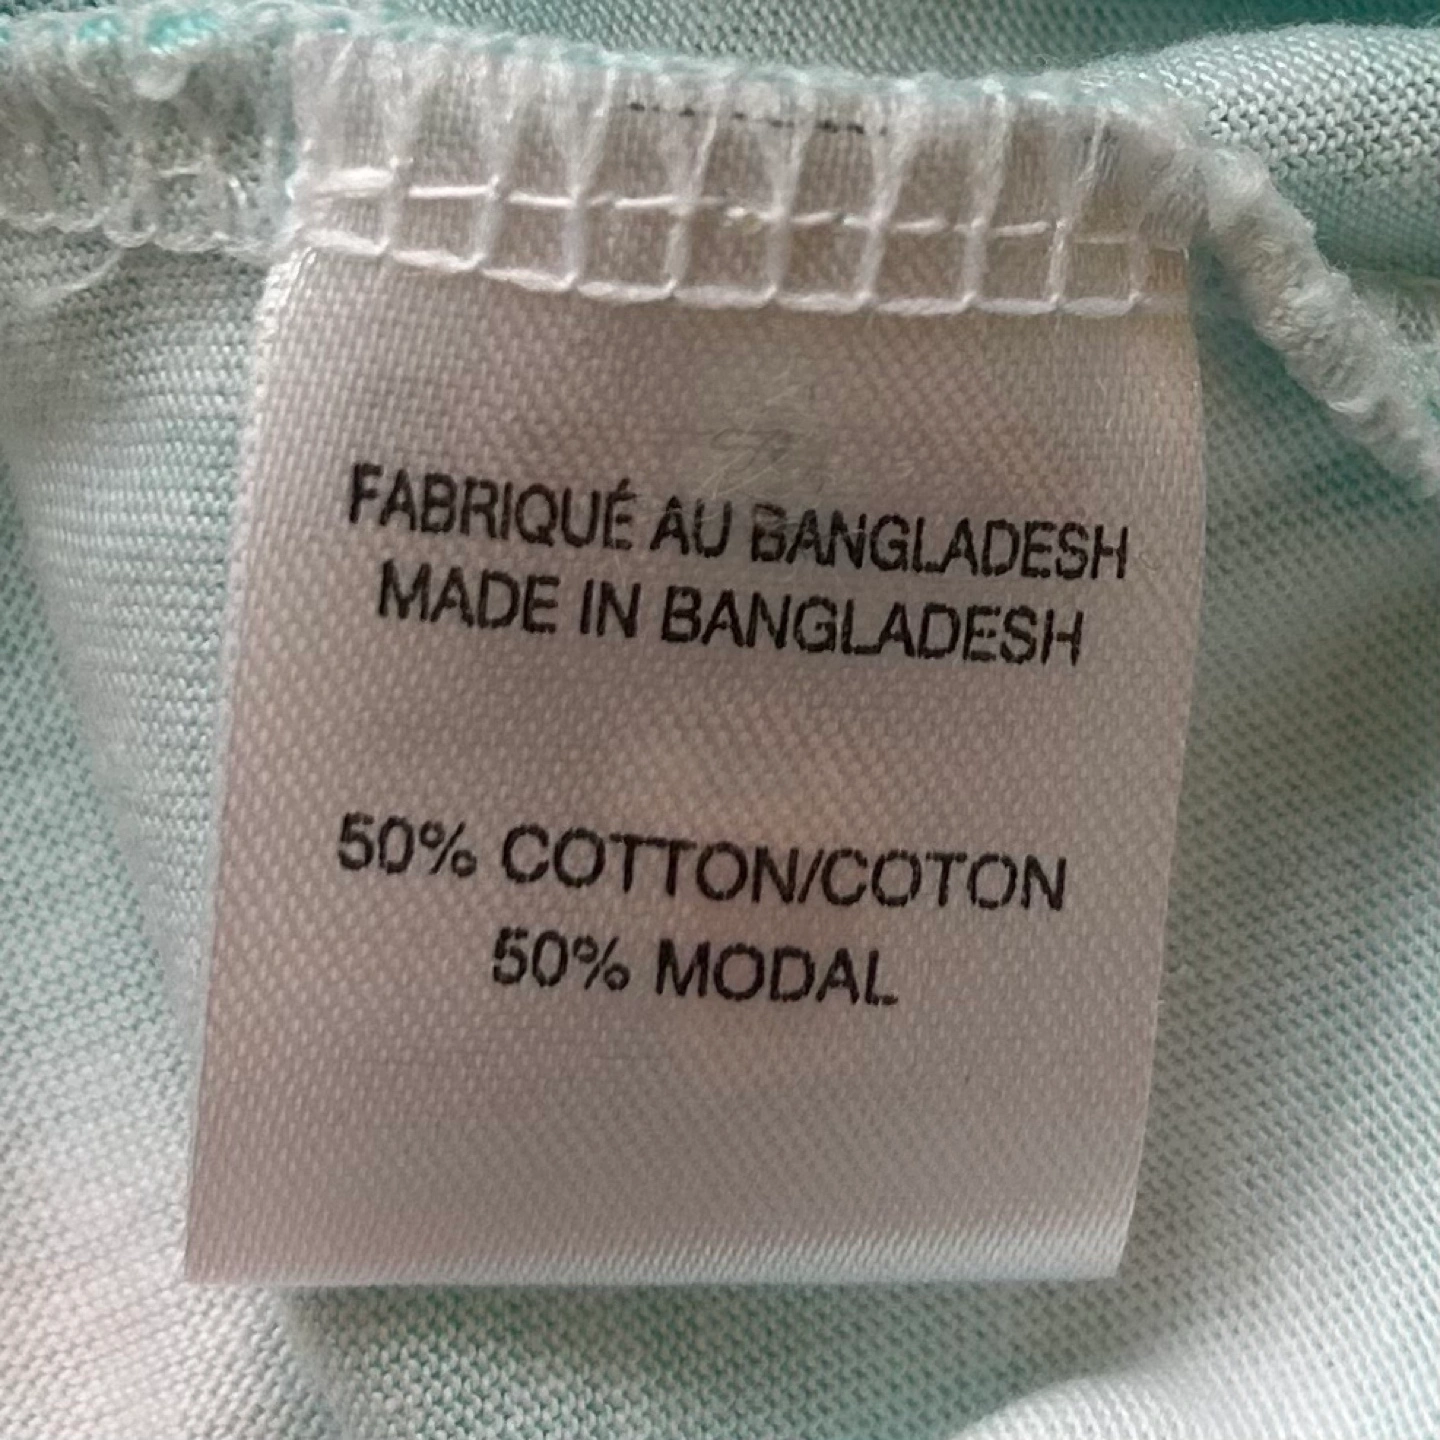 FABRIQUÉ AU BANGLADESH
MADE IN BANGLADESH
50% COTTON/COTON
50% MODAL